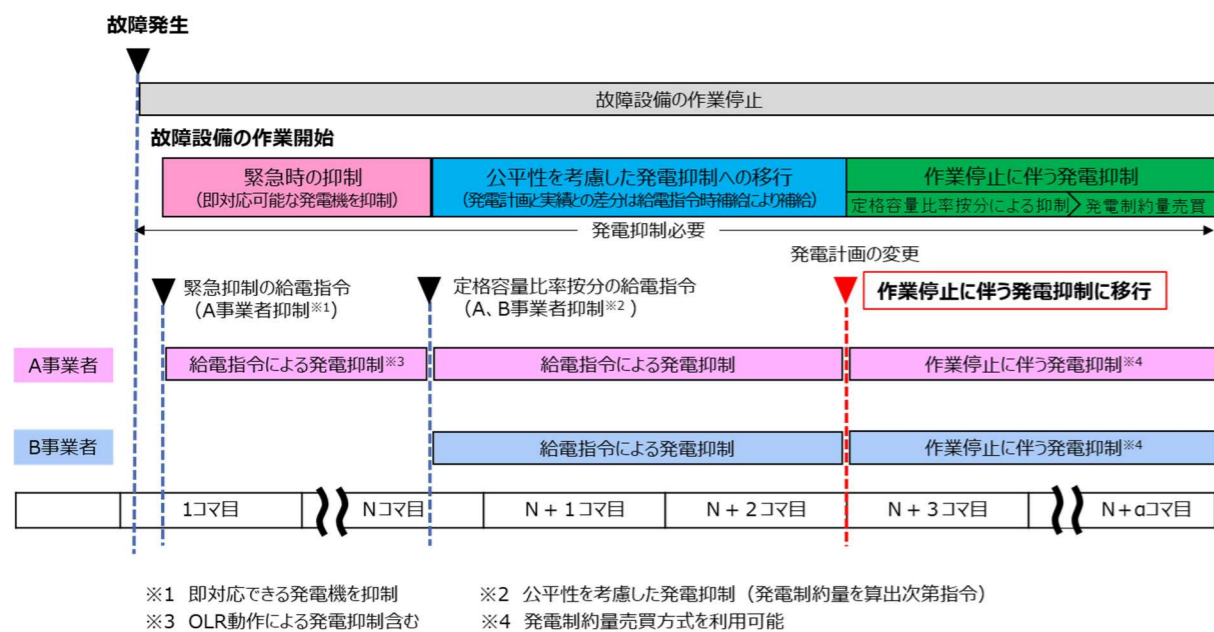 故障発生
故障設備の作業停止
故障設備の作業開始
緊急時の抑制
（即対応可能な発電機を抑制）
公平性を考慮した発電抑制への移行
（発電計画と実績との差分は給電指令時補給により補給）
作業停止に伴う発電抑制
定格容量比率按分による抑制
発電制約量売買
発電抑制必要
発電計画の変更
緊急抑制の給電指令
（A事業者抑制※1）
定格容量比率按分の給電指令
（A、B事業者抑制※2 ）
作業停止に伴う発電抑制に移行
A事業者
給電指令による発電抑制※3
給電指令による発電抑制
作業停止に伴う発電抑制※4
B事業者
給電指令による発電抑制
作業停止に伴う発電抑制※4
1コマ目
Nコマ目
N + 1コマ目
N + 2コマ目
N + 3コマ目
N+αコマ目
※1 即対応できる発電機を抑制
※2 公平性を考慮した発電抑制（発電制約量を算出次第指令）
※3 OLR動作による発電抑制含む
※4 発電制約量売買方式を利用可能